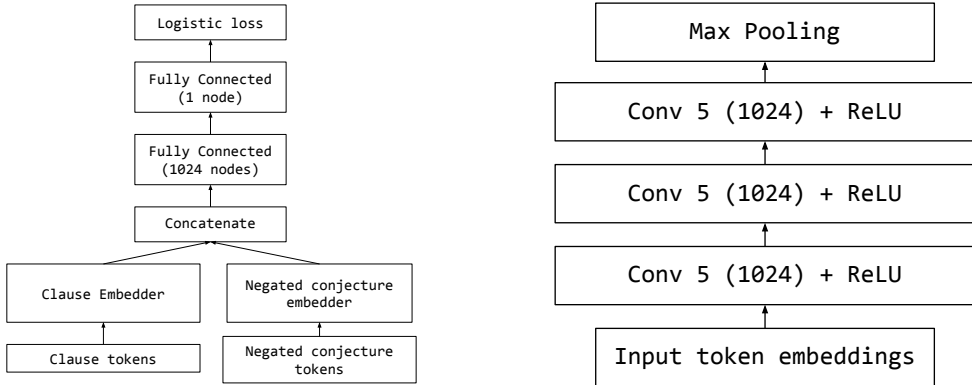 Logistic loss
Fully Connected
(1 node)
Fully Connected
(1024 nodes)
Concatenate
Clause Embedder
Negated conjecture
embedder
Clause tokens
Negated conjecture
tokens
Max Pooling
Conv 5 (1024) + ReLU
Conv 5 (1024) + ReLU
Conv 5 (1024) + ReLU
Input token embeddings